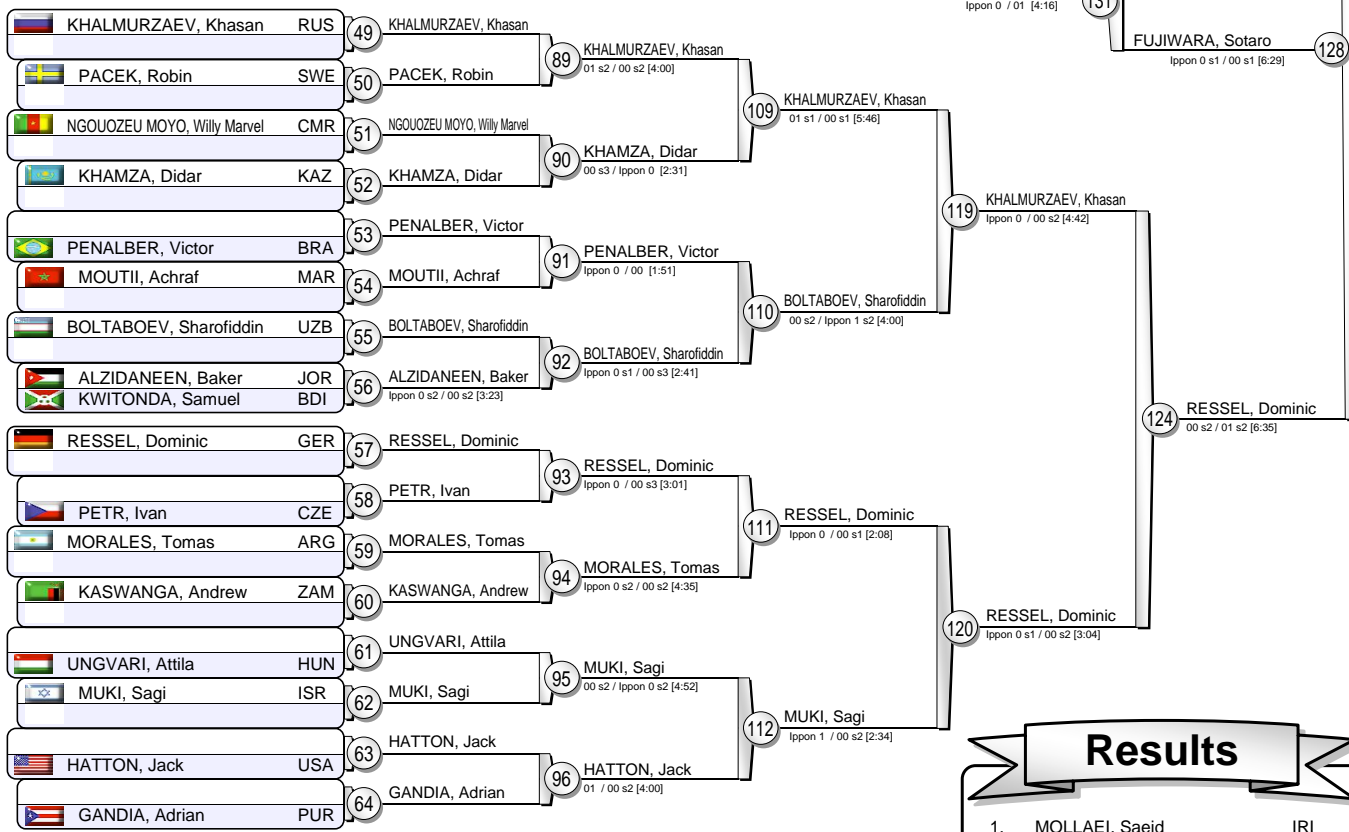 KHALMURZAEV, Khasan RUS
PACEK, Robin SWE
NGOUOZEU MOYO, Willy Marvel CMR
KHAMZA, Didar KAZ
PENALBER, Victor BRA
MOUTII, Achraf MAR
BOLTABOEV, Sharofiddin UZB
ALZIDANEEN, Baker JOR
KWITONDA, Samuel BDI
RESSEL, Dominic GER
PETR, Ivan CZE
MORALES, Tomas ARG
KASWANGA, Andrew ZAM
UNGVARI, Attila HUN
MUKI, Sagi ISR
HATTON, Jack USA
GANDIA, Adrian PUR
49 KHALMURZAEV, Khasan
50 PACEK, Robin
51 NGOUOZEU MOYO, Willy Marvel
52 KHAMZA, Didar
53 PENALBER, Victor
54 MOUTII, Achraf
55 BOLTABOEV, Sharofiddin
56 ALZIDANEEN, Baker
Ippon 0 s2 / 00 s2 [3:23]
57 RESSEL, Dominic
58 PETR, Ivan
59 MORALES, Tomas
60 KASWANGA, Andrew
61 UNGVARI, Attila
62 MUKI, Sagi
63 HATTON, Jack
64 GANDIA, Adrian
89 KHALMURZAEV, Khasan
01 s2 / 00 s2 [4:00]
90 KHAMZA, Didar
00 s3 / Ippon 0 [2:31]
91 PENALBER, Victor
Ippon 0 / 00 [1:51]
92 BOLTABOEV, Sharofiddin
Ippon 0 s1 / 00 s3 [2:41]
93 RESSEL, Dominic
Ippon 0 / 00 s3 [3:01]
94 MORALES, Tomas
Ippon 0 s2 / 00 s2 [4:35]
95 MUKI, Sagi
00 s2 / Ippon 0 s2 [4:52]
96 HATTON, Jack
01 / 00 s2 [4:00]
109 KHALMURZAEV, Khasan
01 s1 / 00 s1 [5:46]
110 BOLTABOEV, Sharofiddin
00 s2 / Ippon 1 s2 [4:00]
111 RESSEL, Dominic
Ippon 0 / 00 s1 [2:08]
112 MUKI, Sagi
Ippon 1 / 00 s2 [2:34]
119 KHALMURZAEV, Khasan
Ippon 0 / 00 s2 [4:42]
120 RESSEL, Dominic
Ippon 0 s1 / 00 s2 [3:04]
124 RESSEL, Dominic
00 s2 / 01 s2 [6:35]
Ippon 0 / 01 [4:16]
131
FUJIWARA, Sotaro 128
Ippon 0 s1 / 00 s1 [6:29]
Results
1. MOLLAEI, Saeid IRI